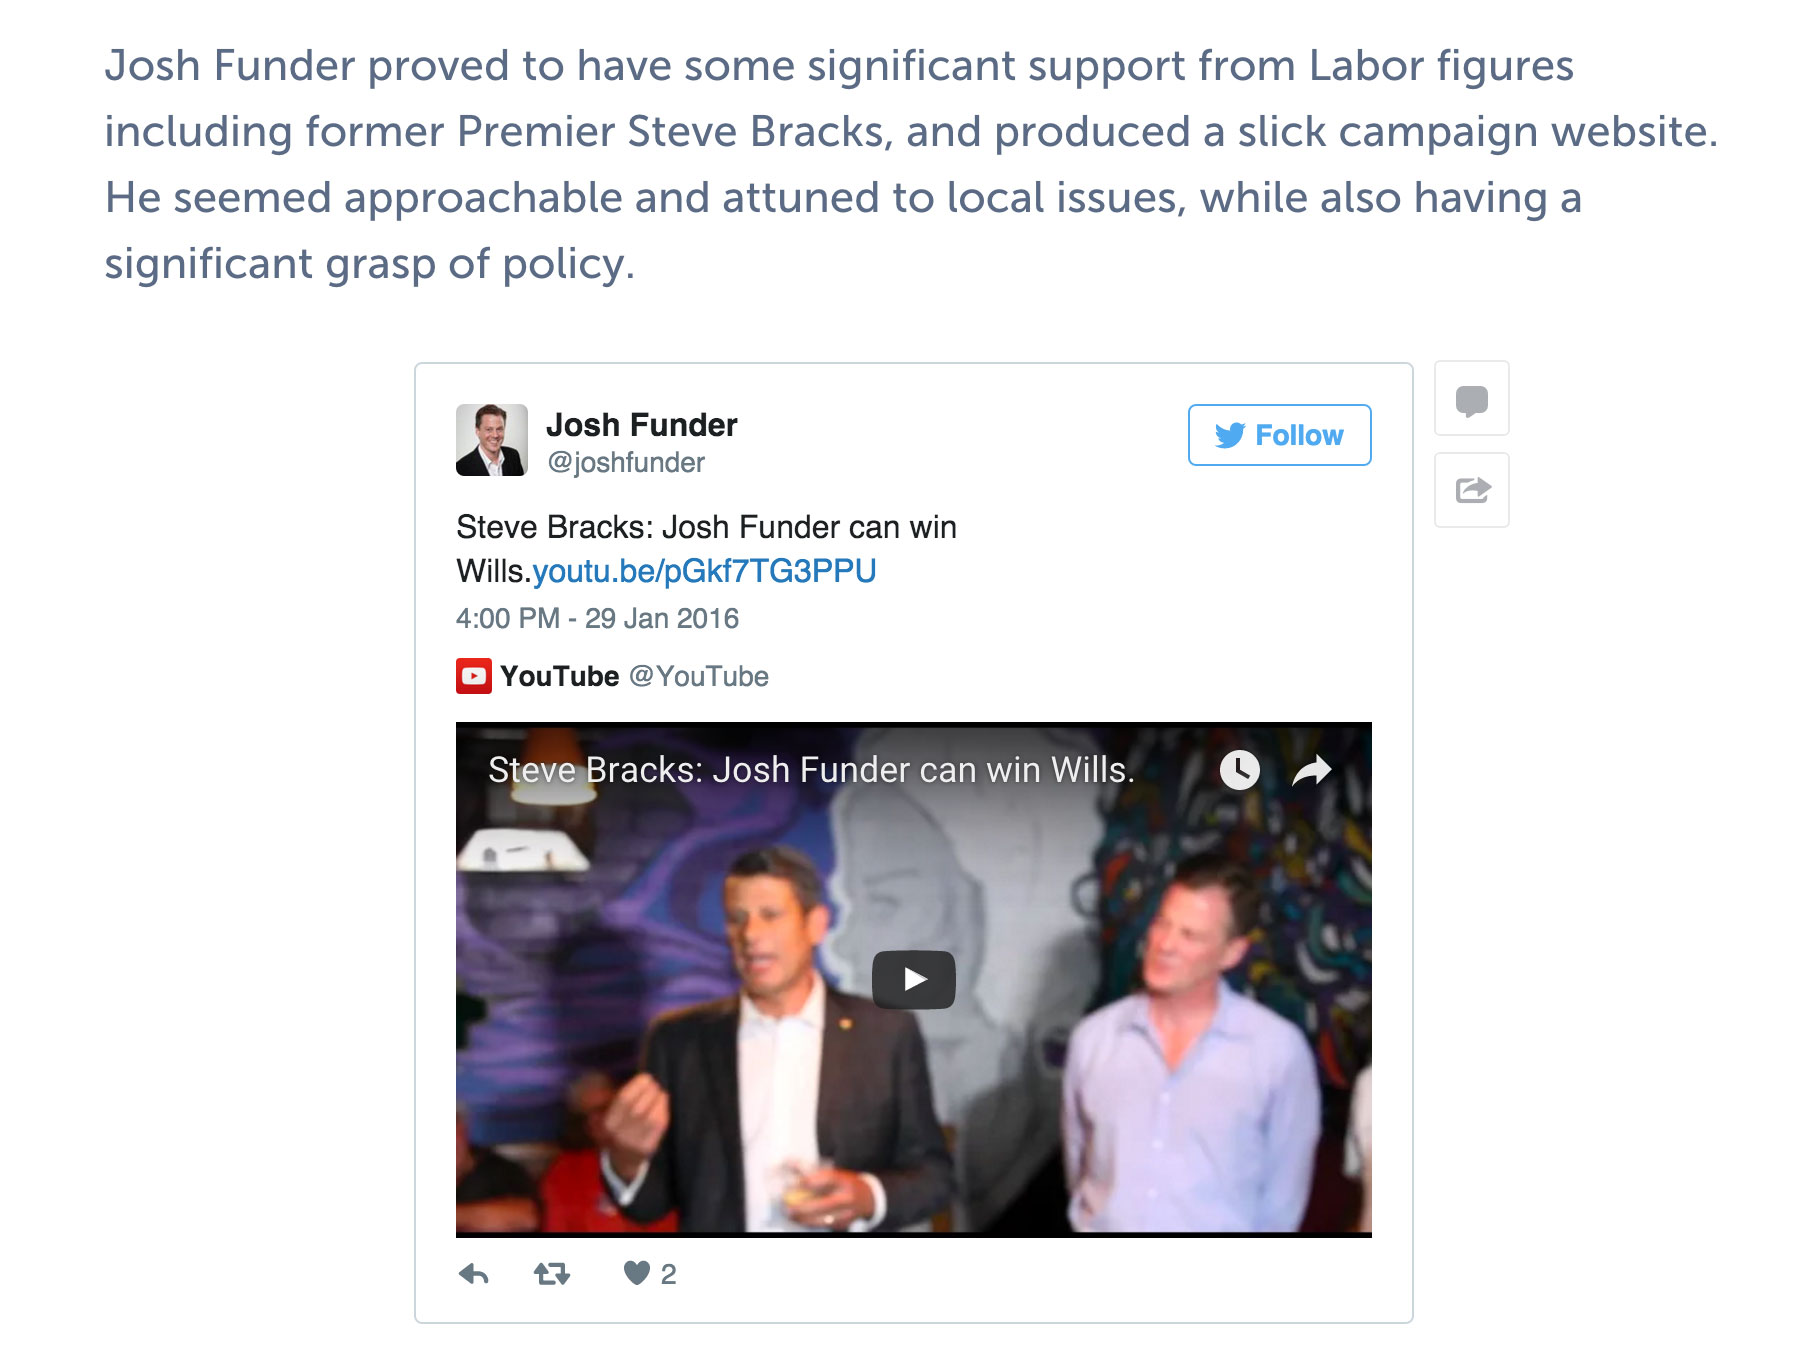 Josh Funder proved to have some significant support from Labor figures
including former Premier Steve Bracks, and produced a slick campaign website.
He seemed approachable and attuned to local issues, while also having a
significant grasp of policy.
Josh Funder
@joshfunder
Follow
Steve Bracks: Josh Funder can win
Wills.youtu.be/pGkf7TG3PPU
4:00 PM - 29 Jan 2016
YouTube @YouTube
Steve Bracks: Josh Funder can win Wills.
2